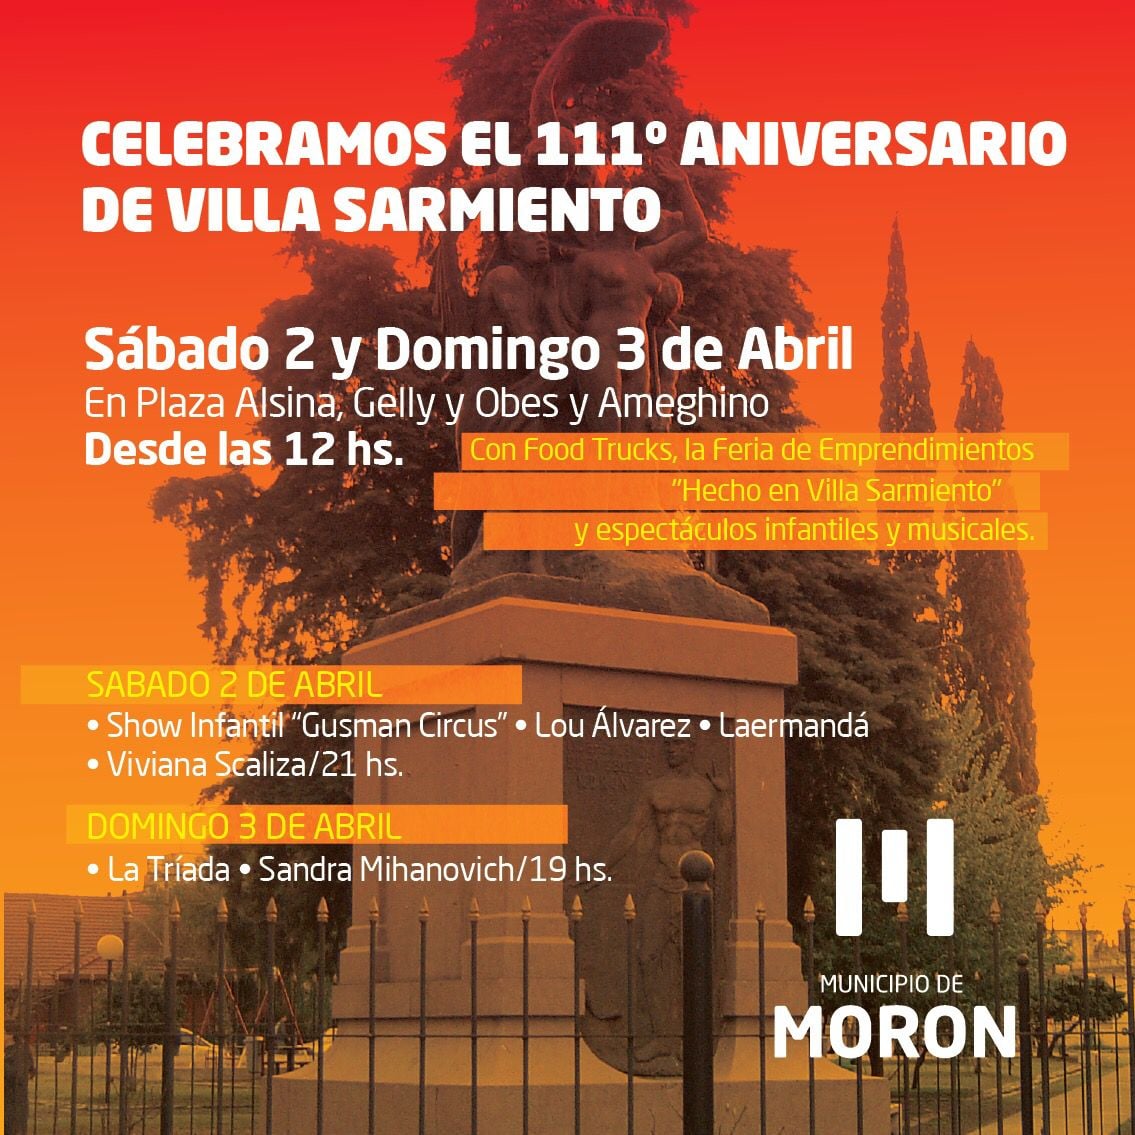 CELEBRAMOS EL 111º ANIVERSARIO
DE VILLA SARMIENTO
Sábado 2 y Domingo 3 de Abril
En Plaza Alsina, Gelly y Obes y Ameghino
Desde las 12 hs.
Con Food Trucks, la Feria de Emprendimientos
"Hecho en Villa Sarmiento"
y espectáculos infantiles y musicales.
SABADO 2 DE ABRIL
• Show Infantil "Gusman Circus" • Lou Álvarez • Laermandá
• Viviana Scaliza/21 hs.
DOMINGO 3 DE ABRIL
• La Tríada • Sandra Mihanovich/19 hs.
MUNICIPIO DE
MORON